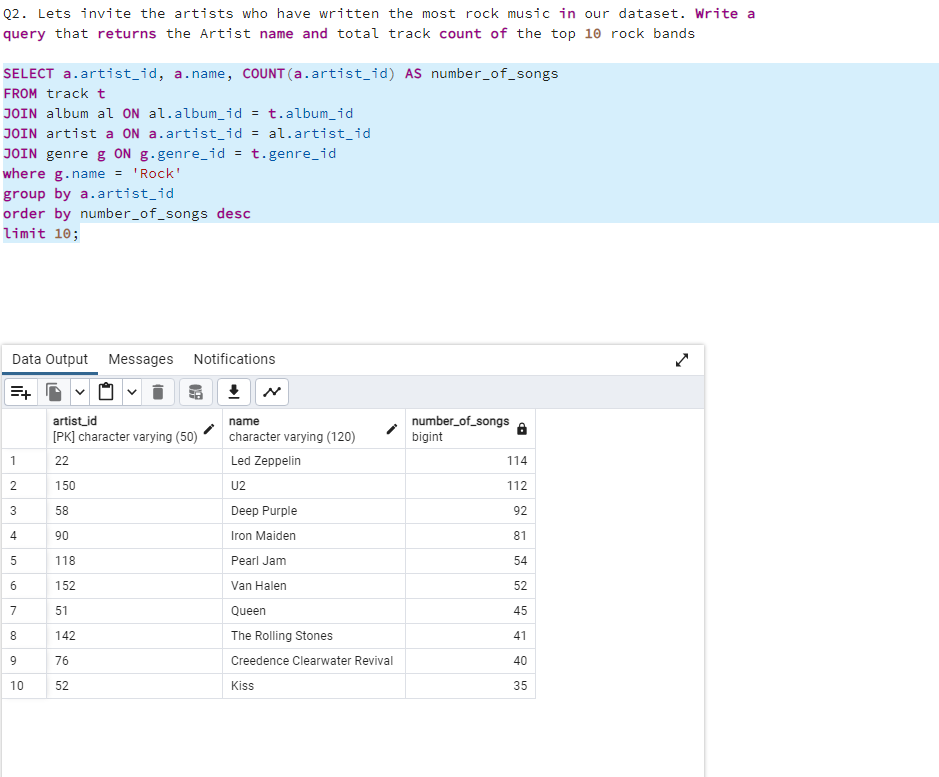 Q2. Lets invite the artists who have written the most rock music in our dataset. Write a
query that returns the Artist name and total track count of the top 10 rock bands
SELECT a.artist_id, a.name, COUNT(a.artist_id) AS number_of_songs
FROM track t
JOIN album al ON al.album_id = t.album_id
JOIN artist a ON a.artist_id = al.artist_id
JOIN genre g ON g.genre_id = t.genre_id
where g.name = 'Rock'
group by a.artist_id
order by number_of_songs desc
limit 10;
Data Output Messages Notifications
artist_id name number_of_songs
[PK] character varying (50) character varying (120) bigint
1 22 Led Zeppelin 114
2 150 U2 112
3 58 Deep Purple 92
4 90 Iron Maiden 81
5 118 Pearl Jam 54
6 152 Van Halen 52
7 51 Queen 45
8 142 The Rolling Stones 41
9 76 Creedence Clearwater Revival 40
10 52 Kiss 35